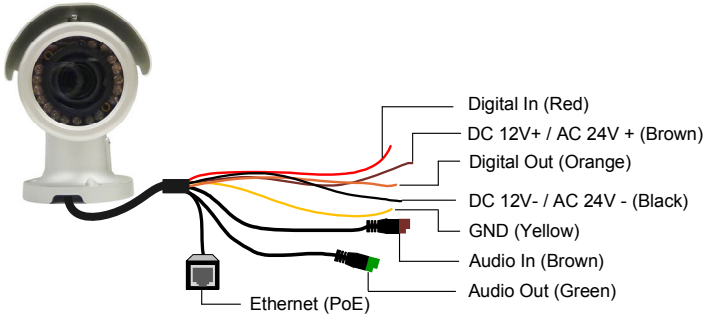 Digital In (Red)
DC 12V+ / AC 24V + (Brown)
Digital Out (Orange)
DC 12V- / AC 24V - (Black)
GND (Yellow)
Audio In (Brown)
Audio Out (Green)
Ethernet (PoE)